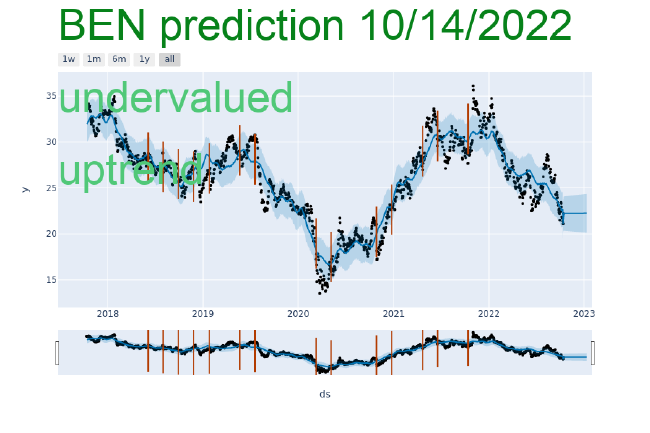 BEN prediction 10/14/2022
1w 1m 6m 1y all
undervalued
uptrend
35
30
25
20
15
y
2018 2019 2020 2021 2022 2023
ds